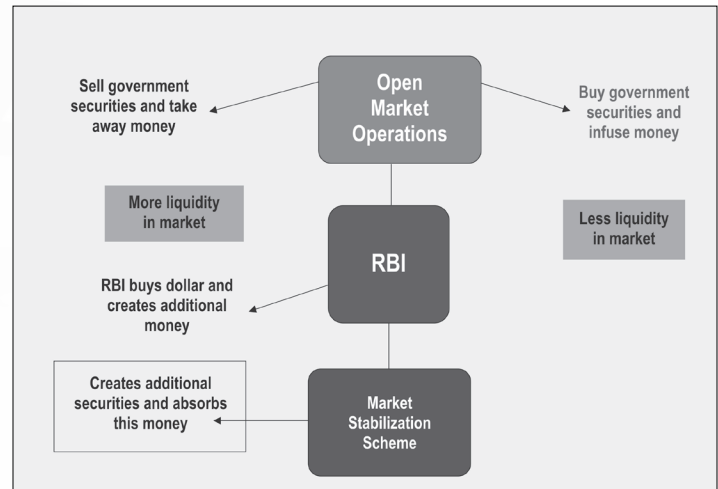 Open
Market
Operations
Sell government
securities and take
away money
Buy government
securities and
infuse money
More liquidity
in market
Less liquidity
in market
RBI
RBI buys dollar and
creates additional
money
Creates additional
securities and absorbs
this money
Market
Stabilization
Scheme